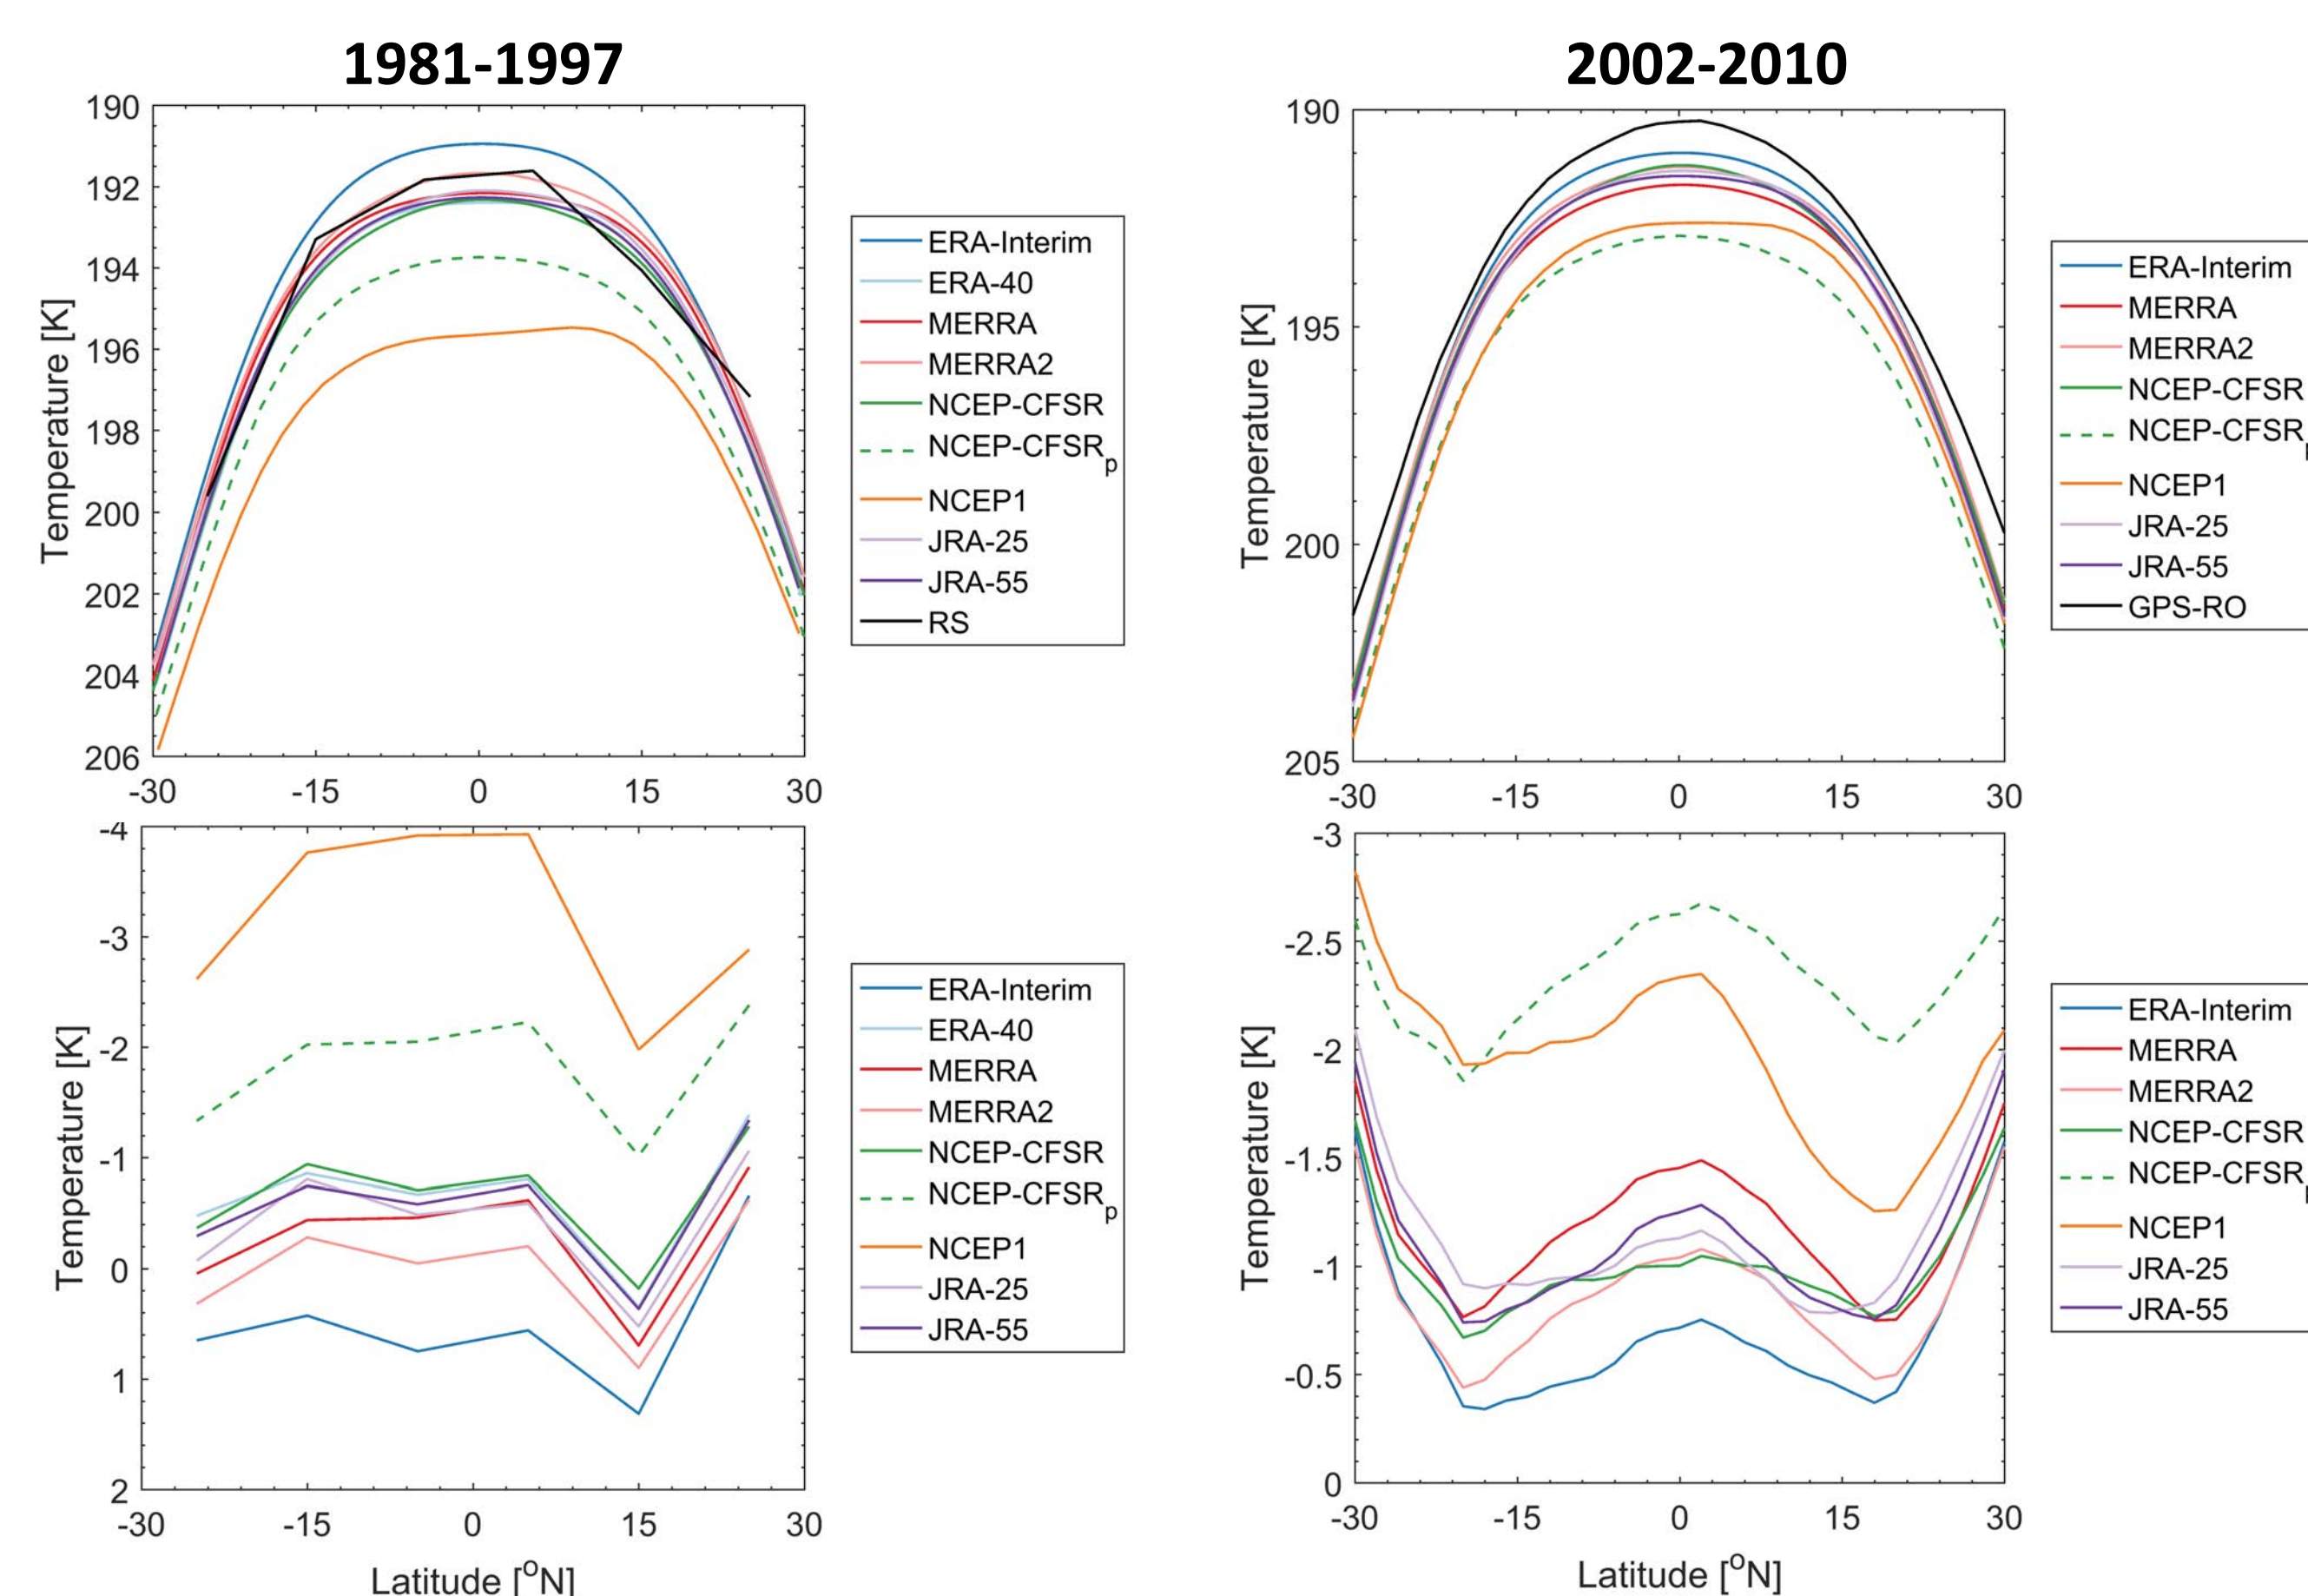 1981-1997
2002-2010
Temperature [K]
190
192
194
196
198
200
202
204
206
-30
-15
0
15
30
ERA-Interim
ERA-40
MERRA
MERRA2
NCEP-CFSR
NCEP-CFSRp
NCEP1
JRA-25
JRA-55
RS
Temperature [K]
190
195
200
205
-30
-15
0
15
30
ERA-Interim
MERRA
MERRA2
NCEP-CFSR
NCEP-CFSR
NCEP1
JRA-25
JRA-55
GPS-RO
Temperature [K]
-4
-3
-2
-1
0
1
2
-30
-15
0
15
30
Latitude [oN]
ERA-Interim
ERA-40
MERRA
MERRA2
NCEP-CFSR
NCEP-CFSRp
NCEP1
JRA-25
JRA-55
Temperature [K]
-3
-2.5
-2
-1.5
-1
-0.5
0
-30
-15
0
15
30
Latitude [oN]
ERA-Interim
MERRA
MERRA2
NCEP-CFSR
NCEP-CFSR
NCEP1
JRA-25
JRA-55